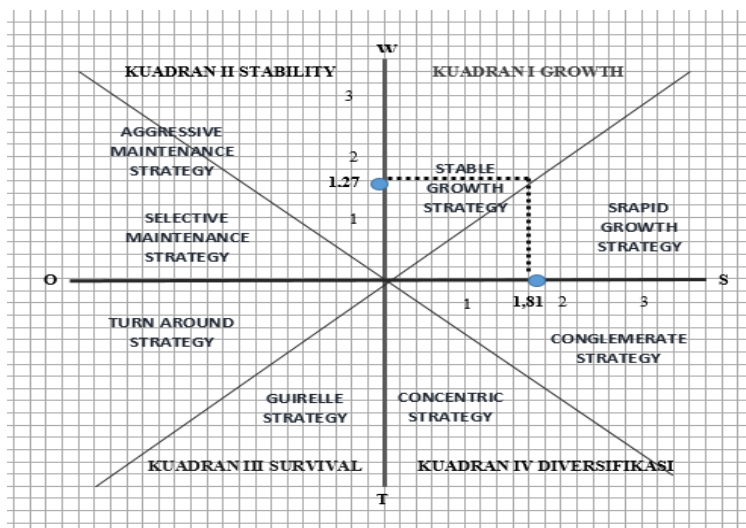 W
KUADRAN II STABILITY
KUADRAN I GROWTH
3
AGGRESSIVE
MAINTENANCE
STRATEGY
2
1.27
STABLE
GROWTH
STRATEGY
SELECTIVE
MAINTENANCE
STRATEGY
1
SRAPID
GROWTH
STRATEGY
O
S
1
1,81
2
3
TURN AROUND
STRATEGY
CONGLEMERATE
STRATEGY
GUIRELLE
STRATEGY
CONCENTRIC
STRATEGY
KUADRAN III SURVIVAL
KUADRAN IV DIVERSIFIKASI
T